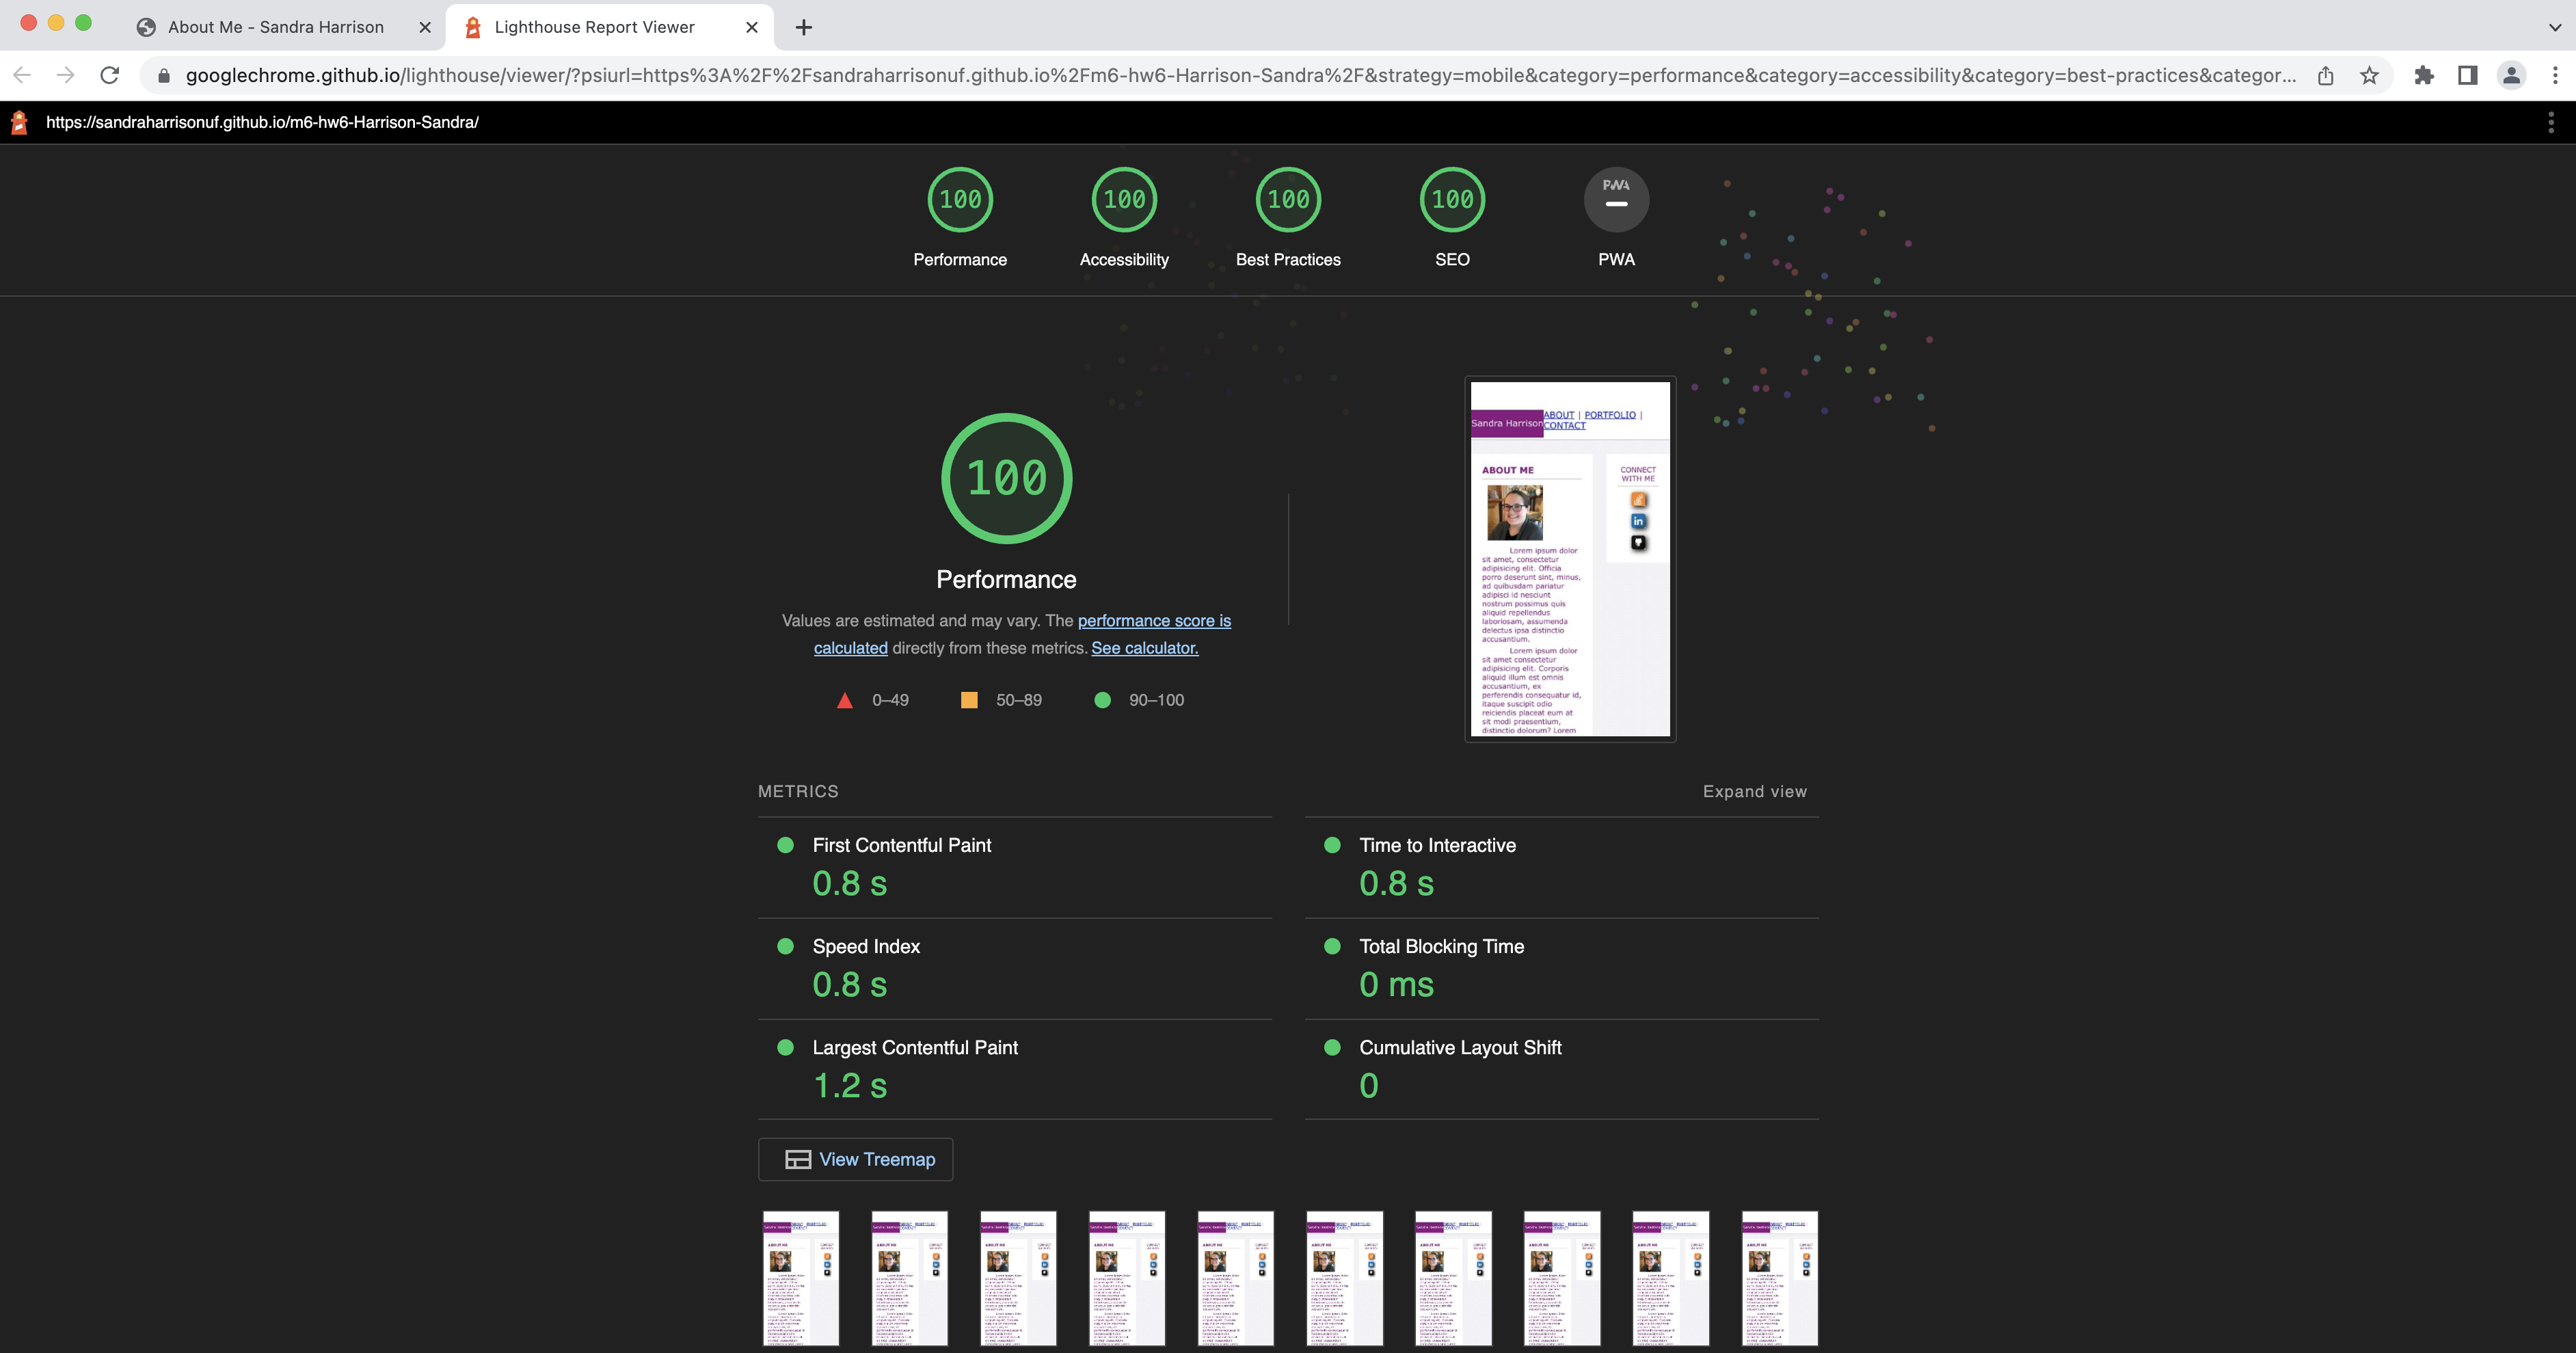 About Me - Sandra Harrison
Lighthouse Report Viewer
googlechrome.github.io/lighthouse/viewer/?psiurl=https%3A%2F%2Fsandraharrisonuf.github.io%2Fm6-hw6-Harrison-Sandra%2F&strategy=mobile&category=performance&category=accessibility&category=best-practices&categor...
https://sandraharrisonuf.github.io/m6-hw6-Harrison-Sandra/
100 100 100 100 PWA
Performance Accessibility Best Practices SEO PWA
100
Performance
Values are estimated and may vary. The performance score is
calculated directly from these metrics. See calculator.
0–49 50–89 90–100
Sandra Harrison
ABOUT | PORTFOLIO |
CONTACT
ABOUT ME
Lorem ipsum dolor
sit amet, consectetur
adipisicing elit. Officia
porro deserunt sint, minus,
ad quibusdam pariatur
adipisci id nesciunt
nostrum possimus quis
aliquid repellendus
laboriosam, assumenda
delectus ipsa distinctio
accusantium.
Lorem ipsum dolor
sit amet consectetur
adipisicing elit. Corporis
aliquid illum est omnis
accusantium, ex
perferendis consequatur id,
itaque suscipit odio
reiciendis placeat eum at
sit modi praesentium,
distinctio dolorum? Lorem
CONNECT
WITH ME
in
METRICS
Expand view
First Contentful Paint
0.8 s
Time to Interactive
0.8 s
Speed Index
0.8 s
Total Blocking Time
0 ms
Largest Contentful Paint
1.2 s
Cumulative Layout Shift
0
View Treemap